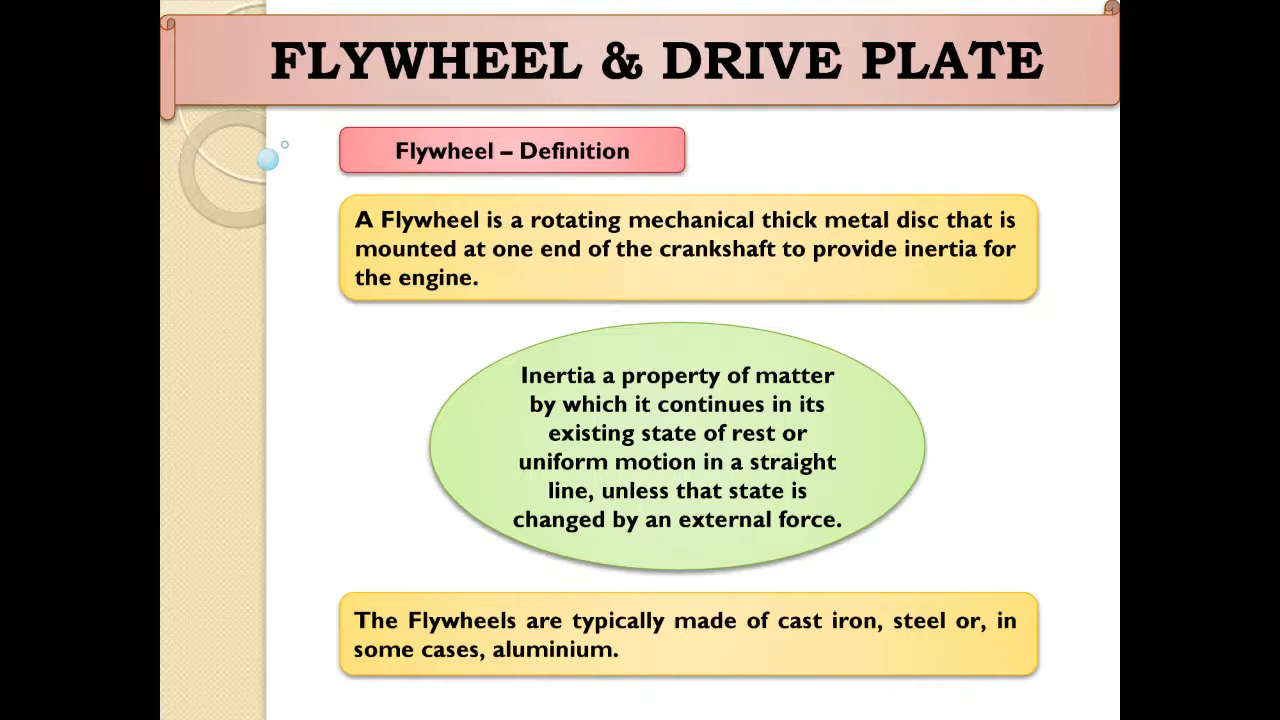 FLYWHEEL & DRIVE PLATE
Flywheel – Definition
A Flywheel is a rotating mechanical thick metal disc that is
mounted at one end of the crankshaft to provide inertia for
the engine.
Inertia a property of matter
by which it continues in its
existing state of rest or
uniform motion in a straight
line, unless that state is
changed by an external force.
The Flywheels are typically made of cast iron, steel or, in
some cases, aluminium.